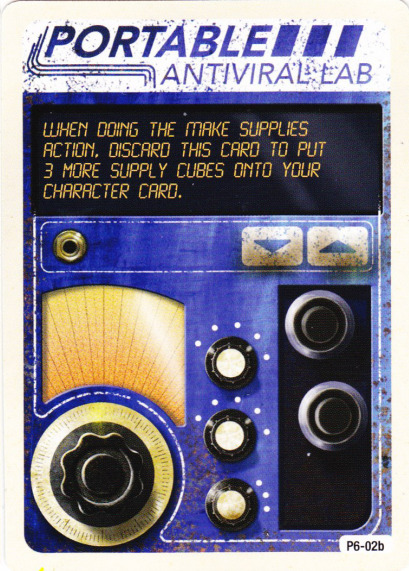 PORTABLE
ANTIVIRAL LAB
WHEN DOING THE MAKE SUPPLIES
ACTION, DISCARD THIS CARD TO PUT
3 MORE SUPPLY CUBES ONTO YOUR
CHARACTER CARD.
P6-02b